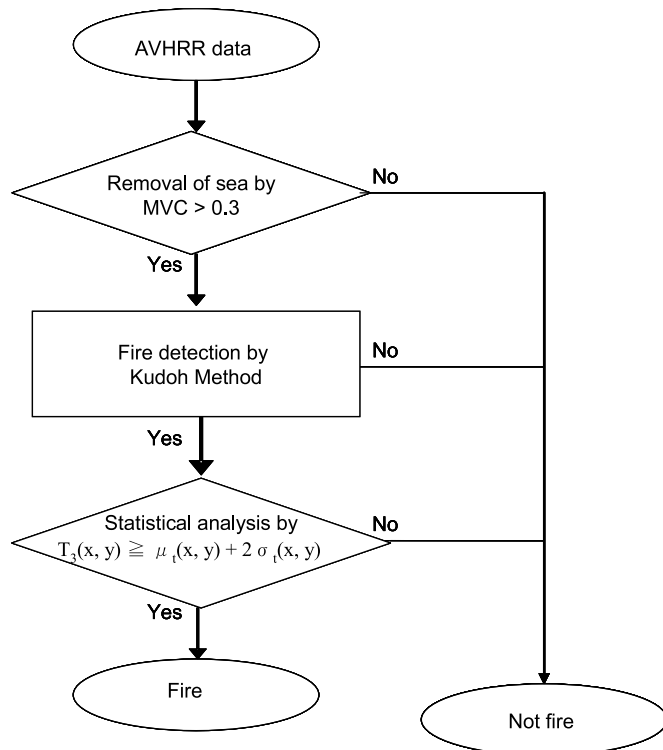 AVHRR data
Removal of sea by
MVC > 0.3
No
Yes
Fire detection by
Kudoh Method
No
Yes
Statistical analysis by
T₃(x, y) ≧ μₜ(x, y) + 2 σₜ(x, y)
No
Yes
Fire
Not fire